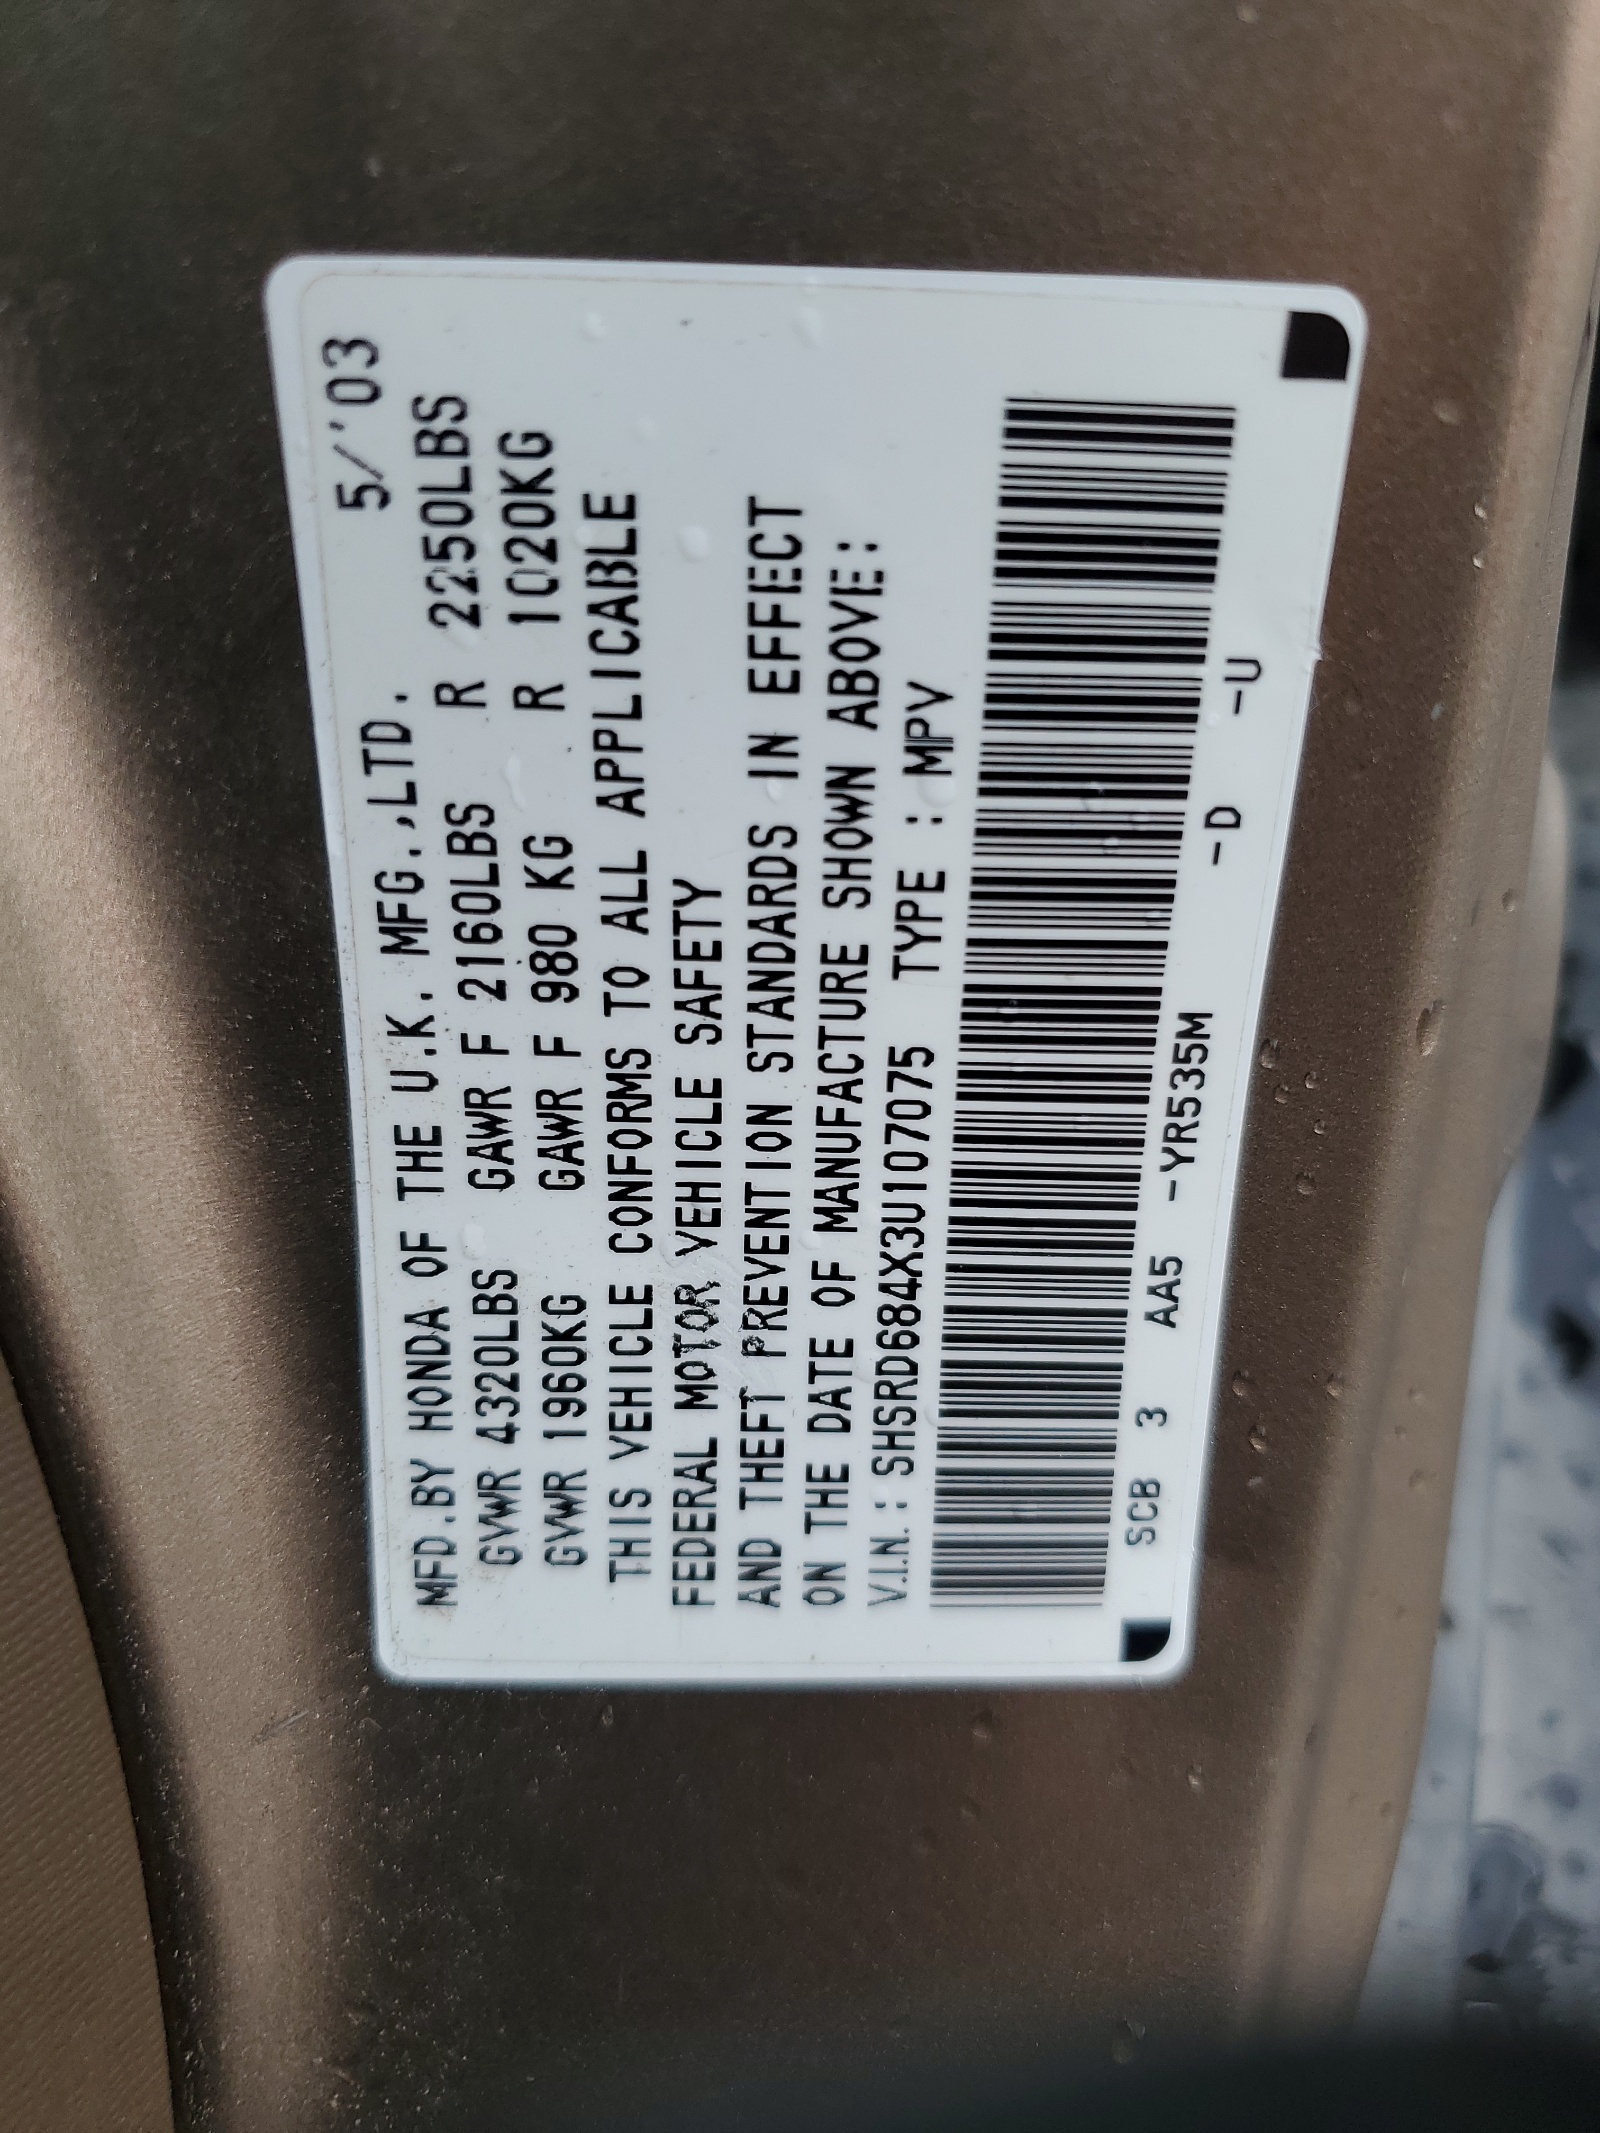 MFD.BY HONDA OF THE U.K. MFG.,LTD. 5/'03
GVWR 4320LBS GAWR F 2160LBS R 2250LBS
GVWR 1960KG GAWR F 980 KG R 1020KG
THIS VEHICLE CONFORMS TO ALL APPLICABLE
FEDERAL MOTOR VEHICLE SAFETY
AND THEFT PREVENTION STANDARDS IN EFFECT
ON THE DATE OF MANUFACTURE SHOWN ABOVE:
V.I.N.: SHSRD684X3U107075 TYPE : MPV
SCB 3 AA5 -YR535M -D -U